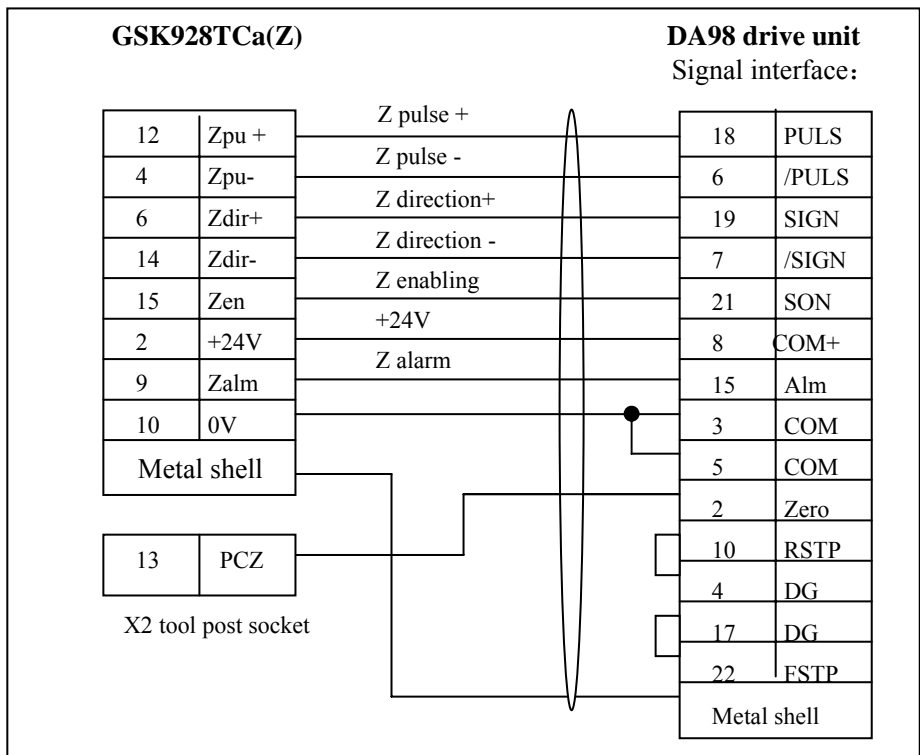 GSK928TCa(Z)
DA98 drive unit
Signal interface：
12 Zpu +
4 Zpu-
6 Zdir+
14 Zdir-
15 Zen
2 +24V
9 Zalm
10 0V
Metal shell
13 PCZ
X2 tool post socket
Z pulse +
Z pulse -
Z direction+
Z direction -
Z enabling
+24V
Z alarm
18 PULS
6 /PULS
19 SIGN
7 /SIGN
21 SON
8 COM+
15 Alm
3 COM
5 COM
2 Zero
10 RSTP
4 DG
17 DG
22 FSTP
Metal shell